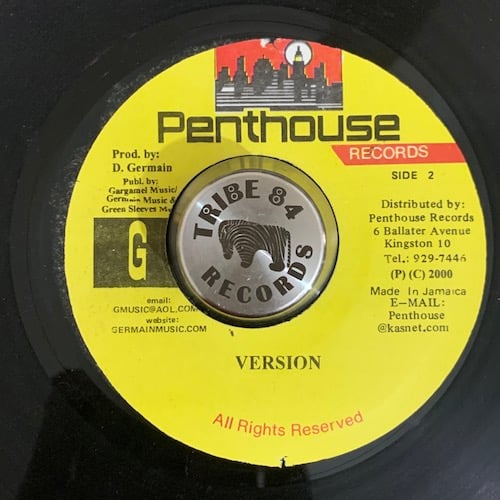 Penthouse
RECORDS
SIDE 2
Prod. by:
D. Germain
Publ. by:
Gargamel Music/
Germain Music &
Green Sleeves
G
email:
GMUSIC@AOL.COM
website:
GERMAINMUSIC.COM
TRIBE 84
RECORDS
Distributed by:
Penthouse Records
6 Ballater Avenue
Kingston 10
Tel.: 929-7446
(P) (C) 2000
Made In Jamaica
E-MAIL:
Penthouse
@kasnet.com
VERSION
All Rights Reserved